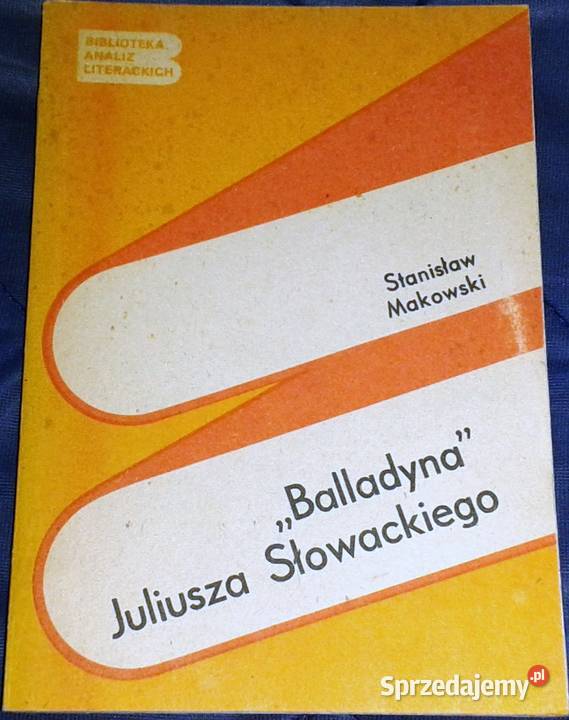 BIBLIOTEKA
ANALIZ
LITERACKICH
Stanisław
Makowski
„Balladyna”
Juliusza Słowackiego
Sprzedajemy.pl